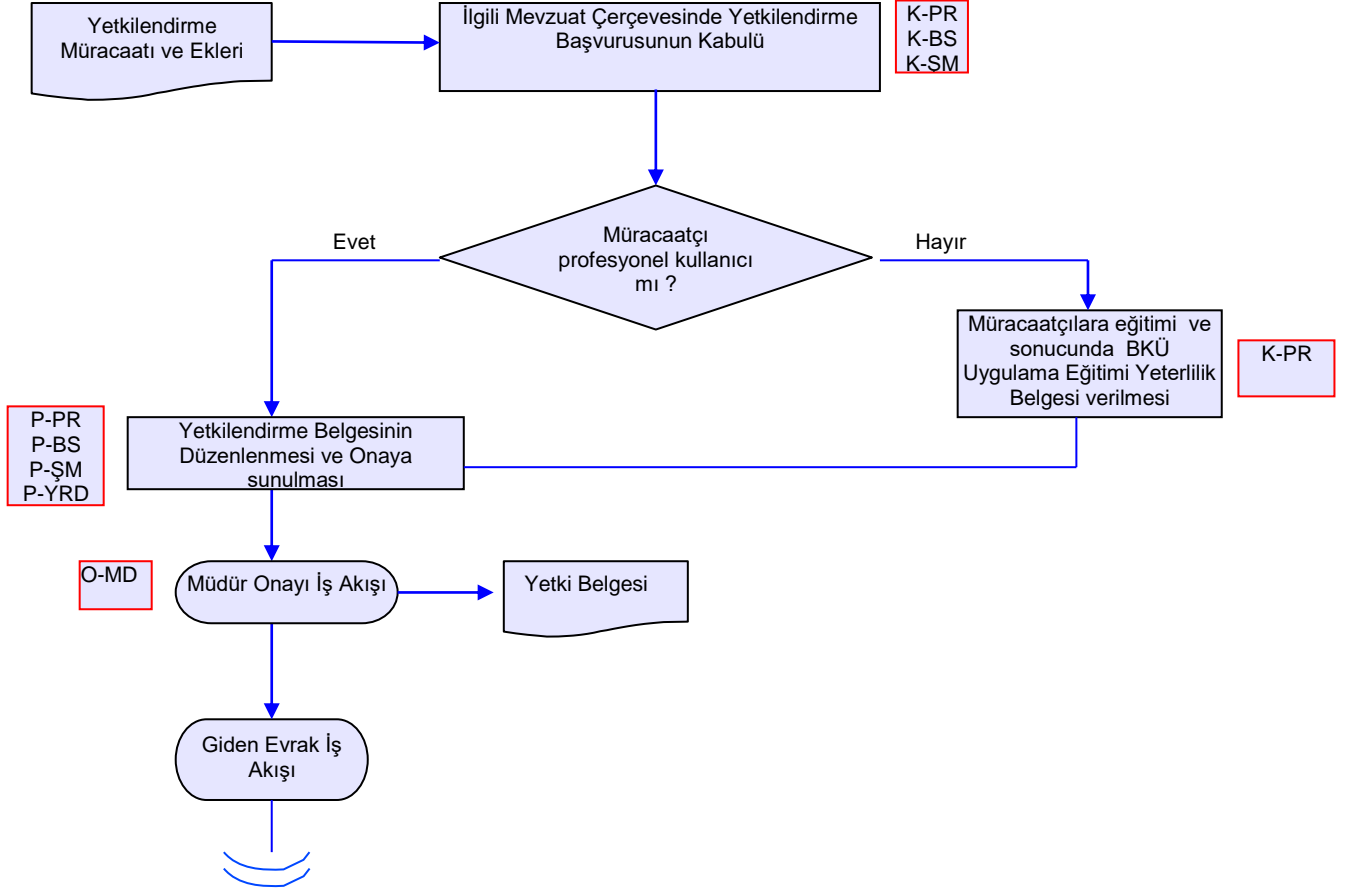 Yetkilendirme
Müracaatı ve Ekleri
İlgili Mevzuat Çerçevesinde Yetkilendirme
Başvurusunun Kabulü
K-PR
K-BS
K-ŞM
Müracaatçı
profesyonel kullanıcı
mı ?
Evet
Hayır
Müracaatçılara eğitimi ve
sonucunda BKÜ
Uygulama Eğitimi Yeterlilik
Belgesi verilmesi
K-PR
P-PR
P-BS
P-ŞM
P-YRD
Yetkilendirme Belgesinin
Düzenlenmesi ve Onaya
sunulması
O-MD
Müdür Onayı İş Akışı
Yetki Belgesi
Giden Evrak İş
Akışı